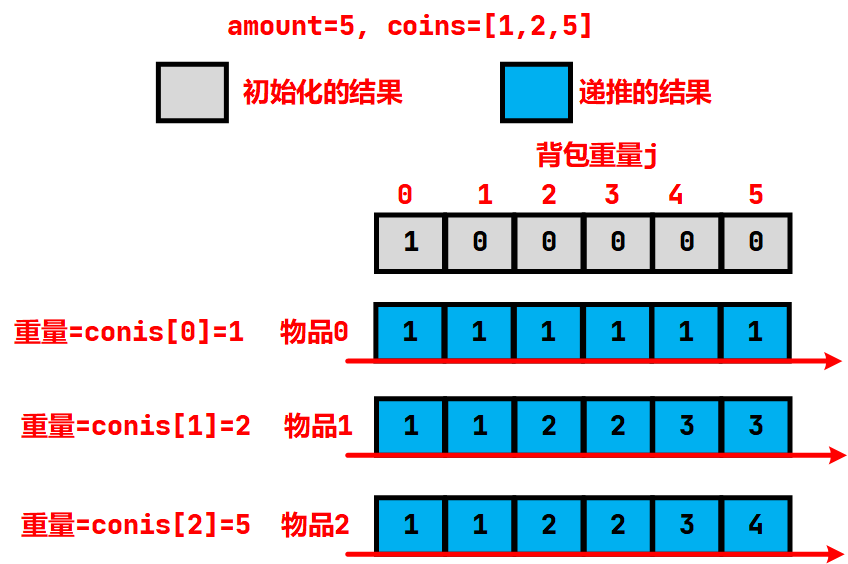 amount=5, coins=[1,2,5]
初始化的结果 递推的结果
背包重量j
0 1 2 3 4 5
1 0 0 0 0 0
重量=conis[0]=1 物品0 1 1 1 1 1 1
重量=conis[1]=2 物品1 1 1 2 2 3 3
重量=conis[2]=5 物品2 1 1 2 2 3 4